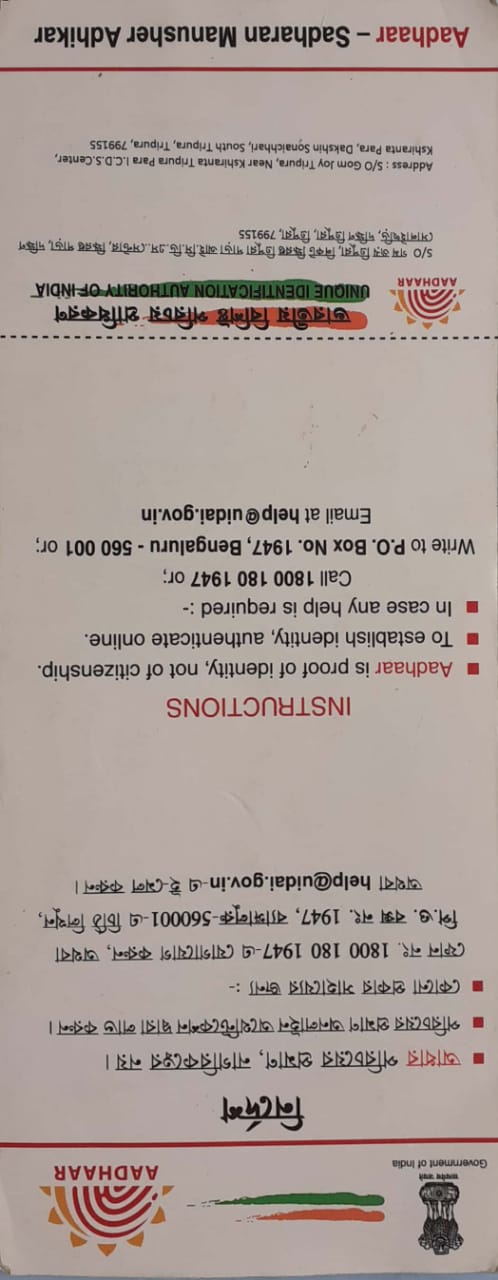 सत्यमेव जयते
Government of India
AADHAAR
নির্দেশ
আধার পরিচয়ের প্রমাণ, নাগরিকত্বের নয়।
পরিচয়ের প্রমাণ অনলাইন অথেন্টিকেশন দ্বারা লাভ করুন।
কোনো প্রকার সাহায্যের জন্য :-
ফোন নং. 1800 180 1947-এ যোগাযোগ করুন, অথবা
পি.ও. বক্স নং. 1947, ব্যাঙ্গালুরু-560001-এ চিঠি লিখুন,
অথবা help@uidai.gov.in-এ ই-মেল করুন।
INSTRUCTIONS
Aadhaar is proof of identity, not of citizenship.
To establish identity, authenticate online.
In case any help is required :-
Call 1800 180 1947 or;
Write to P.O. Box No. 1947, Bengaluru - 560 001 or;
Email at help@uidai.gov.in
ভারতীয় বিশিষ্ট পরিচয় প্রাধিকরণ
UNIQUE IDENTIFICATION AUTHORITY OF INDIA
AADHAAR
S/O গম জয় ত্রিপুরা, নিকট ক্ষিরন্ত ত্রিপুরা পাড়া আই.সি.ডি.এস.সেন্টার, ক্ষিরন্ত পাড়া, দক্ষিণ
সোনাইছড়ি, দক্ষিণ ত্রিপুরা, ত্রিপুরা, 799155
Address : S/O Gom Joy Tripura, Near Kshiranta Tripura Para I.C.D.S.Center,
Kshiranta Para, Dakshin Sonaichhari, South Tripura, Tripura, 799155
Aadhaar – Sadharan Manusher Adhikar